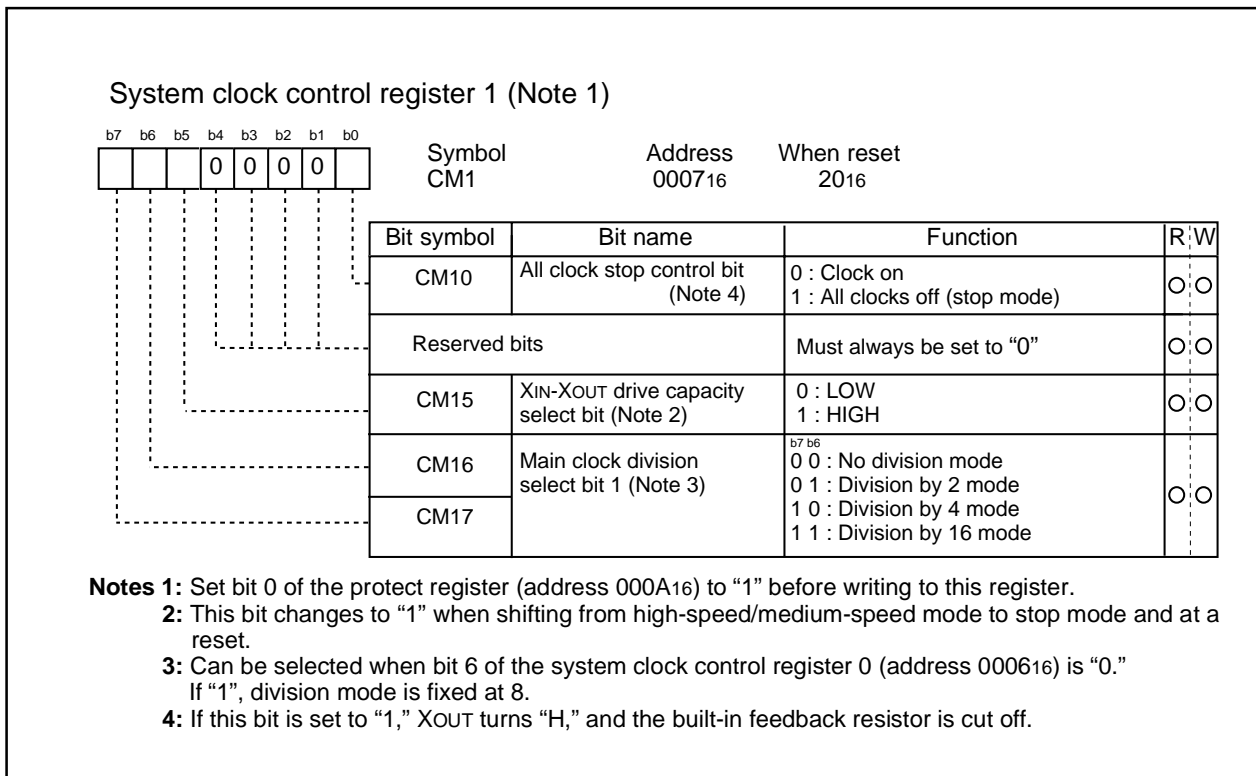 System clock control register 1 (Note 1)
b7 b6 b5 b4 b3 b2 b1 b0
0 0 0 0
Symbol Address When reset
CM1 000716 2016
Bit symbol Bit name Function R W
CM10 All clock stop control bit (Note 4) 0 : Clock on
1 : All clocks off (stop mode)
Reserved bits Must always be set to “0”
CM15 XIN-XOUT drive capacity select bit (Note 2) 0 : LOW
1 : HIGH
CM16 Main clock division select bit 1 (Note 3)
CM17
b7 b6
0 0 : No division mode
0 1 : Division by 2 mode
1 0 : Division by 4 mode
1 1 : Division by 16 mode
Notes 1: Set bit 0 of the protect register (address 000A16) to “1” before writing to this register.
2: This bit changes to “1” when shifting from high-speed/medium-speed mode to stop mode and at a
reset.
3: Can be selected when bit 6 of the system clock control register 0 (address 000616) is “0.”
If “1”, division mode is fixed at 8.
4: If this bit is set to “1,” XOUT turns “H,” and the built-in feedback resistor is cut off.